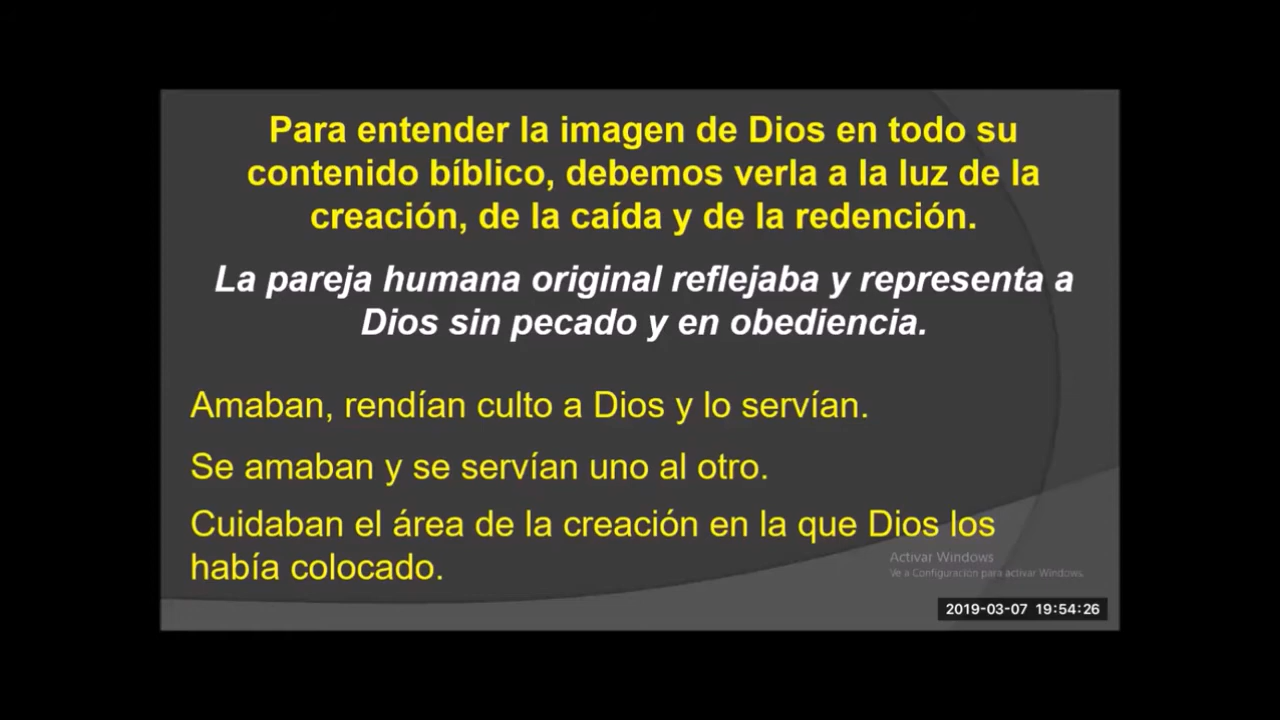 Para entender la imagen de Dios en todo su
contenido bíblico, debemos verla a la luz de la
creación, de la caída y de la redención.
La pareja humana original reflejaba y representa a
Dios sin pecado y en obediencia.
Amaban, rendían culto a Dios y lo servían.
Se amaban y se servían uno al otro.
Cuidaban el área de la creación en la que Dios los
había colocado.
Activar Windows
Ve a Configuración para activar Windows.
2019-03-07 19:54:26